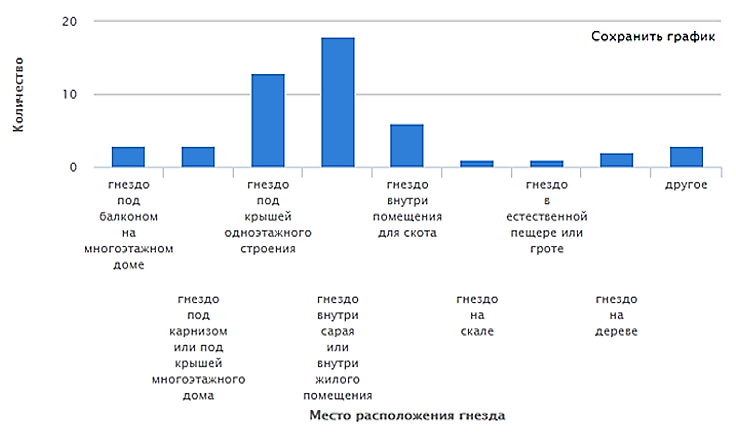 Сохранить график
Количество
20
10
0
гнездо
под
балконом
на
многоэтажном
доме
гнездо
под
карнизом
или под
крышей
многоэтажного
дома
гнездо
под
крышей
одноэтажного
строения
гнездо
внутри
сарая
или
внутри
жилого
помещения
гнездо
внутри
помещения
для скота
гнездо
на
скале
гнездо
в
естественной
пещере или
гроте
гнездо
на
дереве
другое
Место расположения гнезда